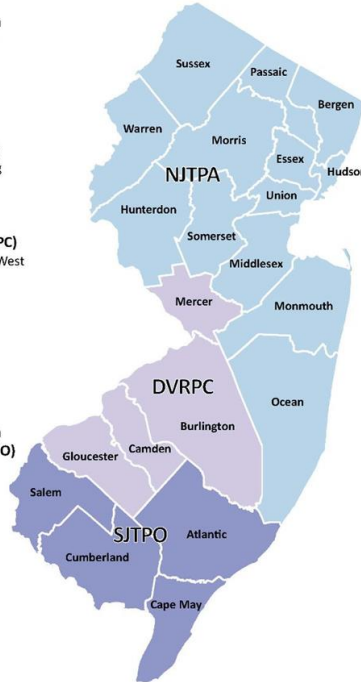 Sussex
Passaic
Bergen
Warren
Morris
Essex
Hudson
NJTPA
Union
Hunterdon
Somerset
PC)
West
Middlesex
Mercer
Monmouth
DVRPC
Ocean
Burlington
O)
Camden
Gloucester
Salem
SJTPO
Atlantic
Cumberland
Cape May